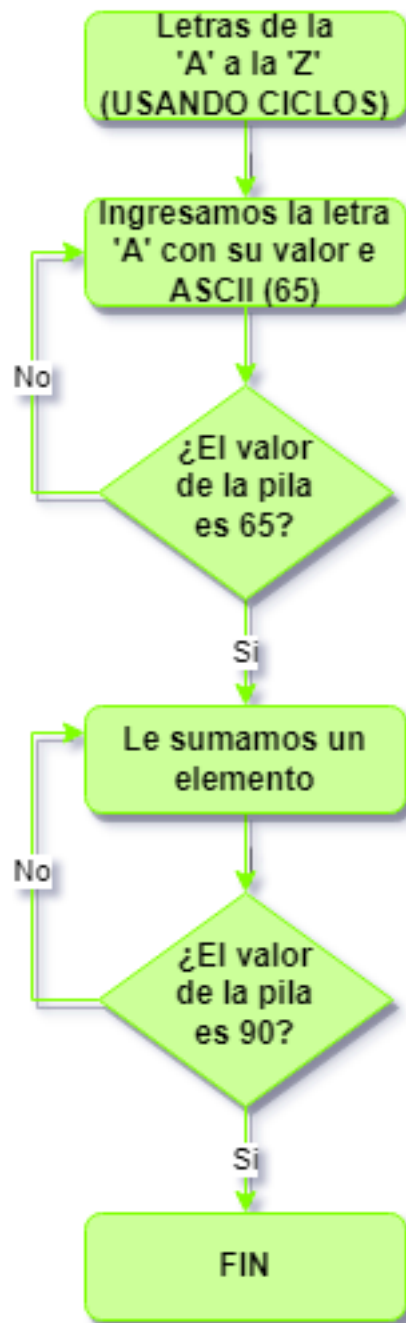 Letras de la
'A' a la 'Z'
(USANDO CICLOS)
Ingresamos la letra
'A' con su valor e
ASCII (65)
No
¿El valor
de la pila
es 65?
Si
Le sumamos un
elemento
No
¿El valor
de la pila
es 90?
Si
FIN